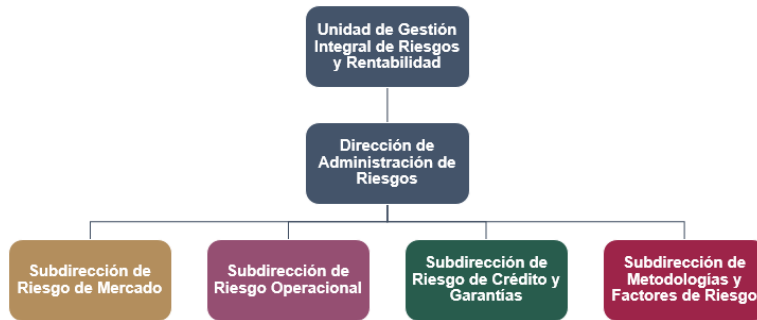 Unidad de Gestión
Integral de Riesgos
y Rentabilidad
Dirección de
Administración de
Riesgos
Subdirección de
Riesgo de Mercado
Subdirección de
Riesgo Operacional
Subdirección de
Riesgo de Crédito y
Garantías
Subdirección de
Metodologías y
Factores de Riesgo